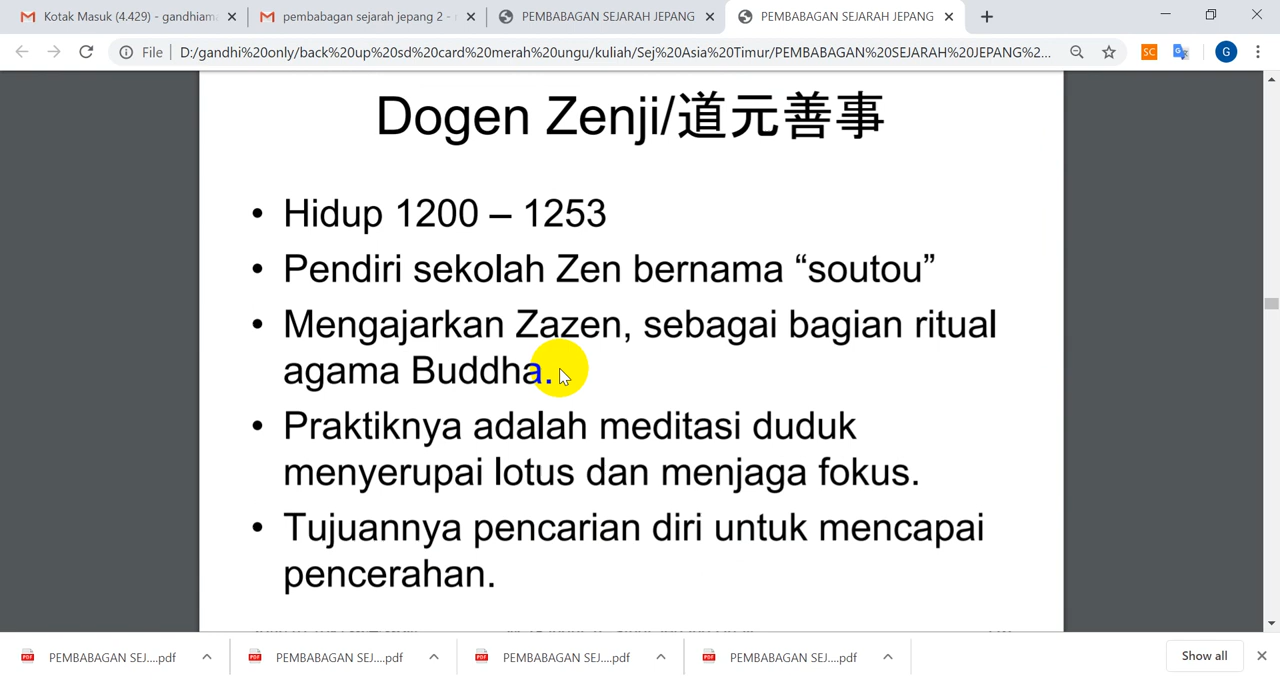 Kotak Masuk (4.429) - gandhiam
pembabagan sejarah jepang 2 -
PEMBABAGAN SEJARAH JEPANG
PEMBABAGAN SEJARAH JEPANG
File
D:/gandhi%20only/back%20up%20sd%20card%20merah%20ungu/kuliah/Sej%20Asia%20Timur/PEMBABAGAN%20SEJARAH%20JEPANG%2...
SC
G
Dogen Zenji/道元善事
• Hidup 1200 – 1253
• Pendiri sekolah Zen bernama “soutou”
• Mengajarkan Zazen, sebagai bagian ritual
agama Buddha.
• Praktiknya adalah meditasi duduk
menyerupai lotus dan menjaga fokus.
• Tujuannya pencarian diri untuk mencapai
pencerahan.
PEMBABAGAN SEJ....pdf
PEMBABAGAN SEJ....pdf
PEMBABAGAN SEJ....pdf
PEMBABAGAN SEJ....pdf
Show all